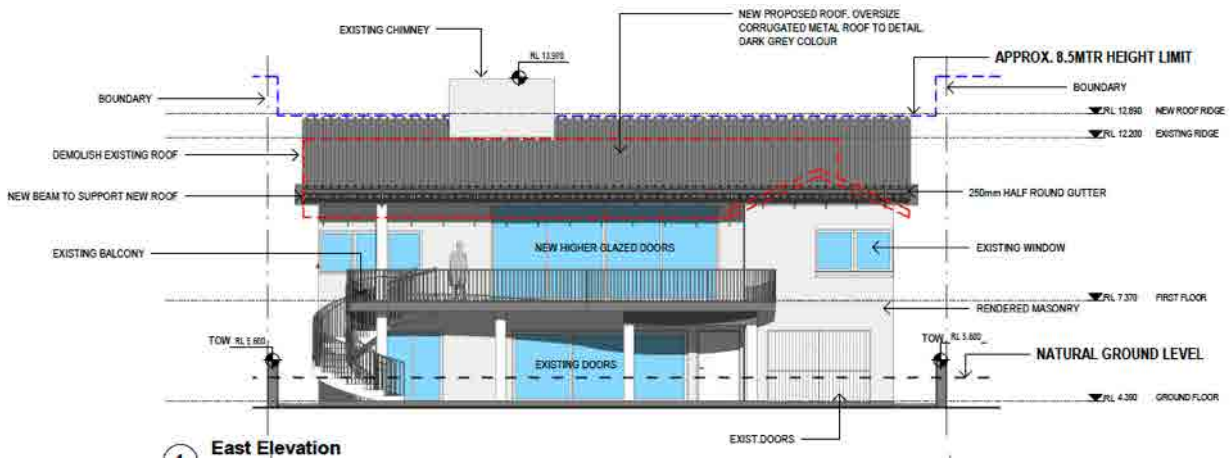 NEW PROPOSED ROOF, OVERSIZE
CORRUGATED METAL ROOF TO DETAIL.
DARK GREY COLOUR
EXISTING CHIMNEY
RL 13.970
APPROX. 8.5MTR HEIGHT LIMIT
BOUNDARY
BOUNDARY
RL 12.890 NEW ROOF RIDGE
RL 12.200 EXISTING RIDGE
DEMOLISH EXISTING ROOF
NEW BEAM TO SUPPORT NEW ROOF
250mm HALF ROUND GUTTER
EXISTING BALCONY
NEW HIGHER GLAZED DOORS
EXISTING WINDOW
RL 7.370 FIRST FLOOR
RENDERED MASONRY
TOW RL 5.600
TOW RL 5.600
NATURAL GROUND LEVEL
EXISTING DOORS
RL 4.390 GROUND FLOOR
EXIST.DOORS
East Elevation